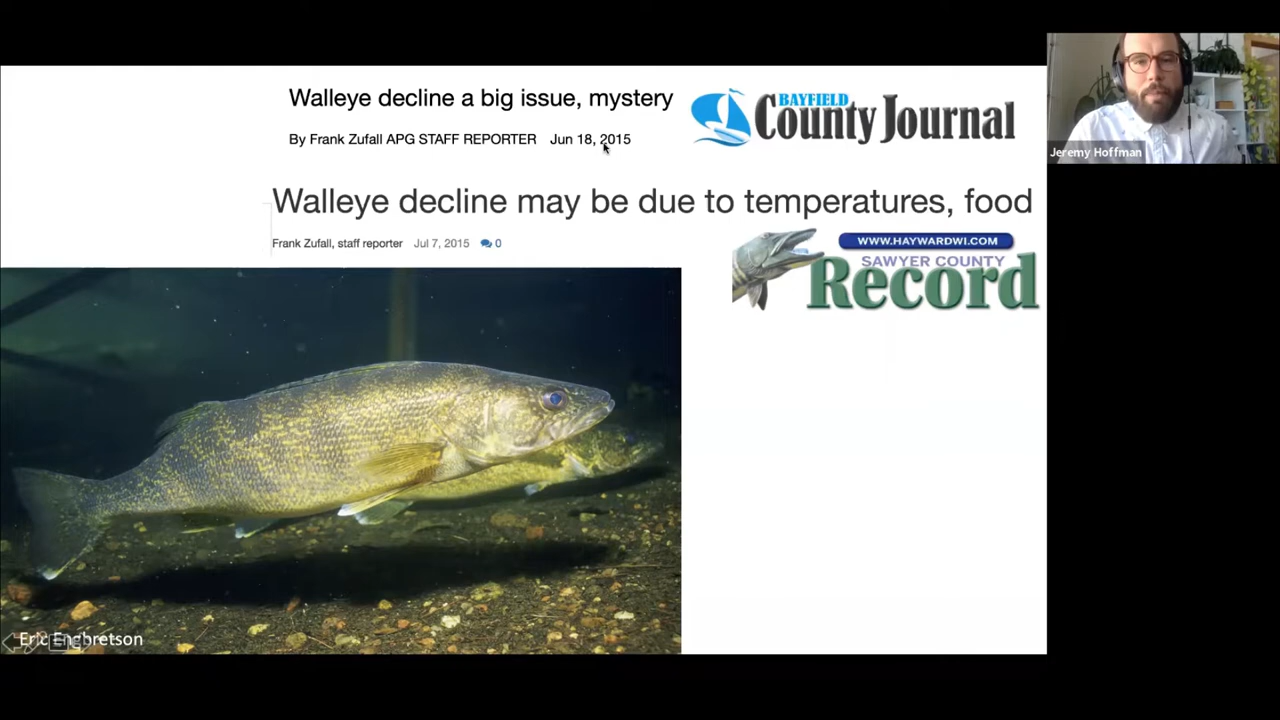 Walleye decline a big issue, mystery
By Frank Zufall APG STAFF REPORTER Jun 18, 2015
BAYFIELD
County Journal
Jeremy Hoffman
Walleye decline may be due to temperatures, food
Frank Zufall, staff reporter Jul 7, 2015 0
WWW.HAYWARDWI.COM
SAWYER COUNTY
Record
Eric Engbretson